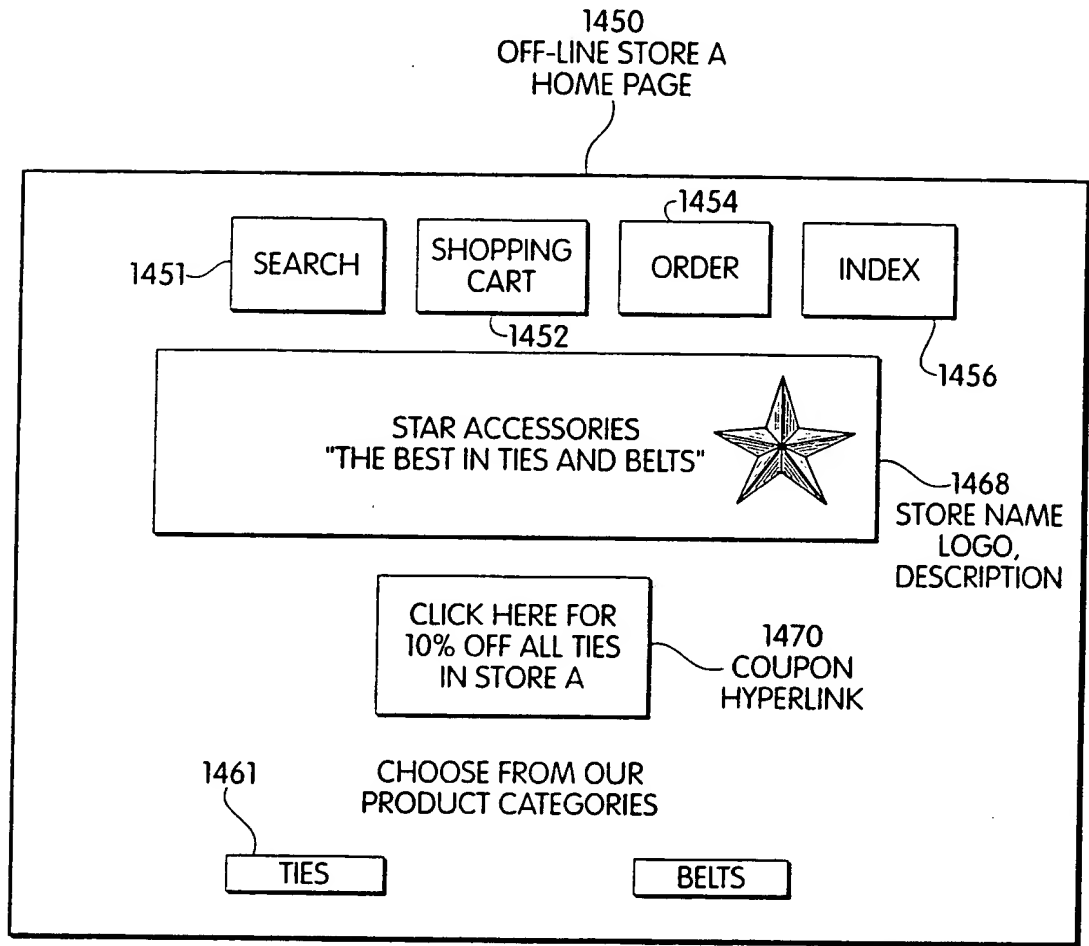 1450
OFF-LINE STORE A
HOME PAGE
1454
1451
SEARCH
SHOPPING
CART
ORDER
INDEX
1452
1456
STAR ACCESSORIES
"THE BEST IN TIES AND BELTS"
1468
STORE NAME
LOGO,
DESCRIPTION
CLICK HERE FOR
10% OFF ALL TIES
IN STORE A
1470
COUPON
HYPERLINK
1461
CHOOSE FROM OUR
PRODUCT CATEGORIES
TIES
BELTS